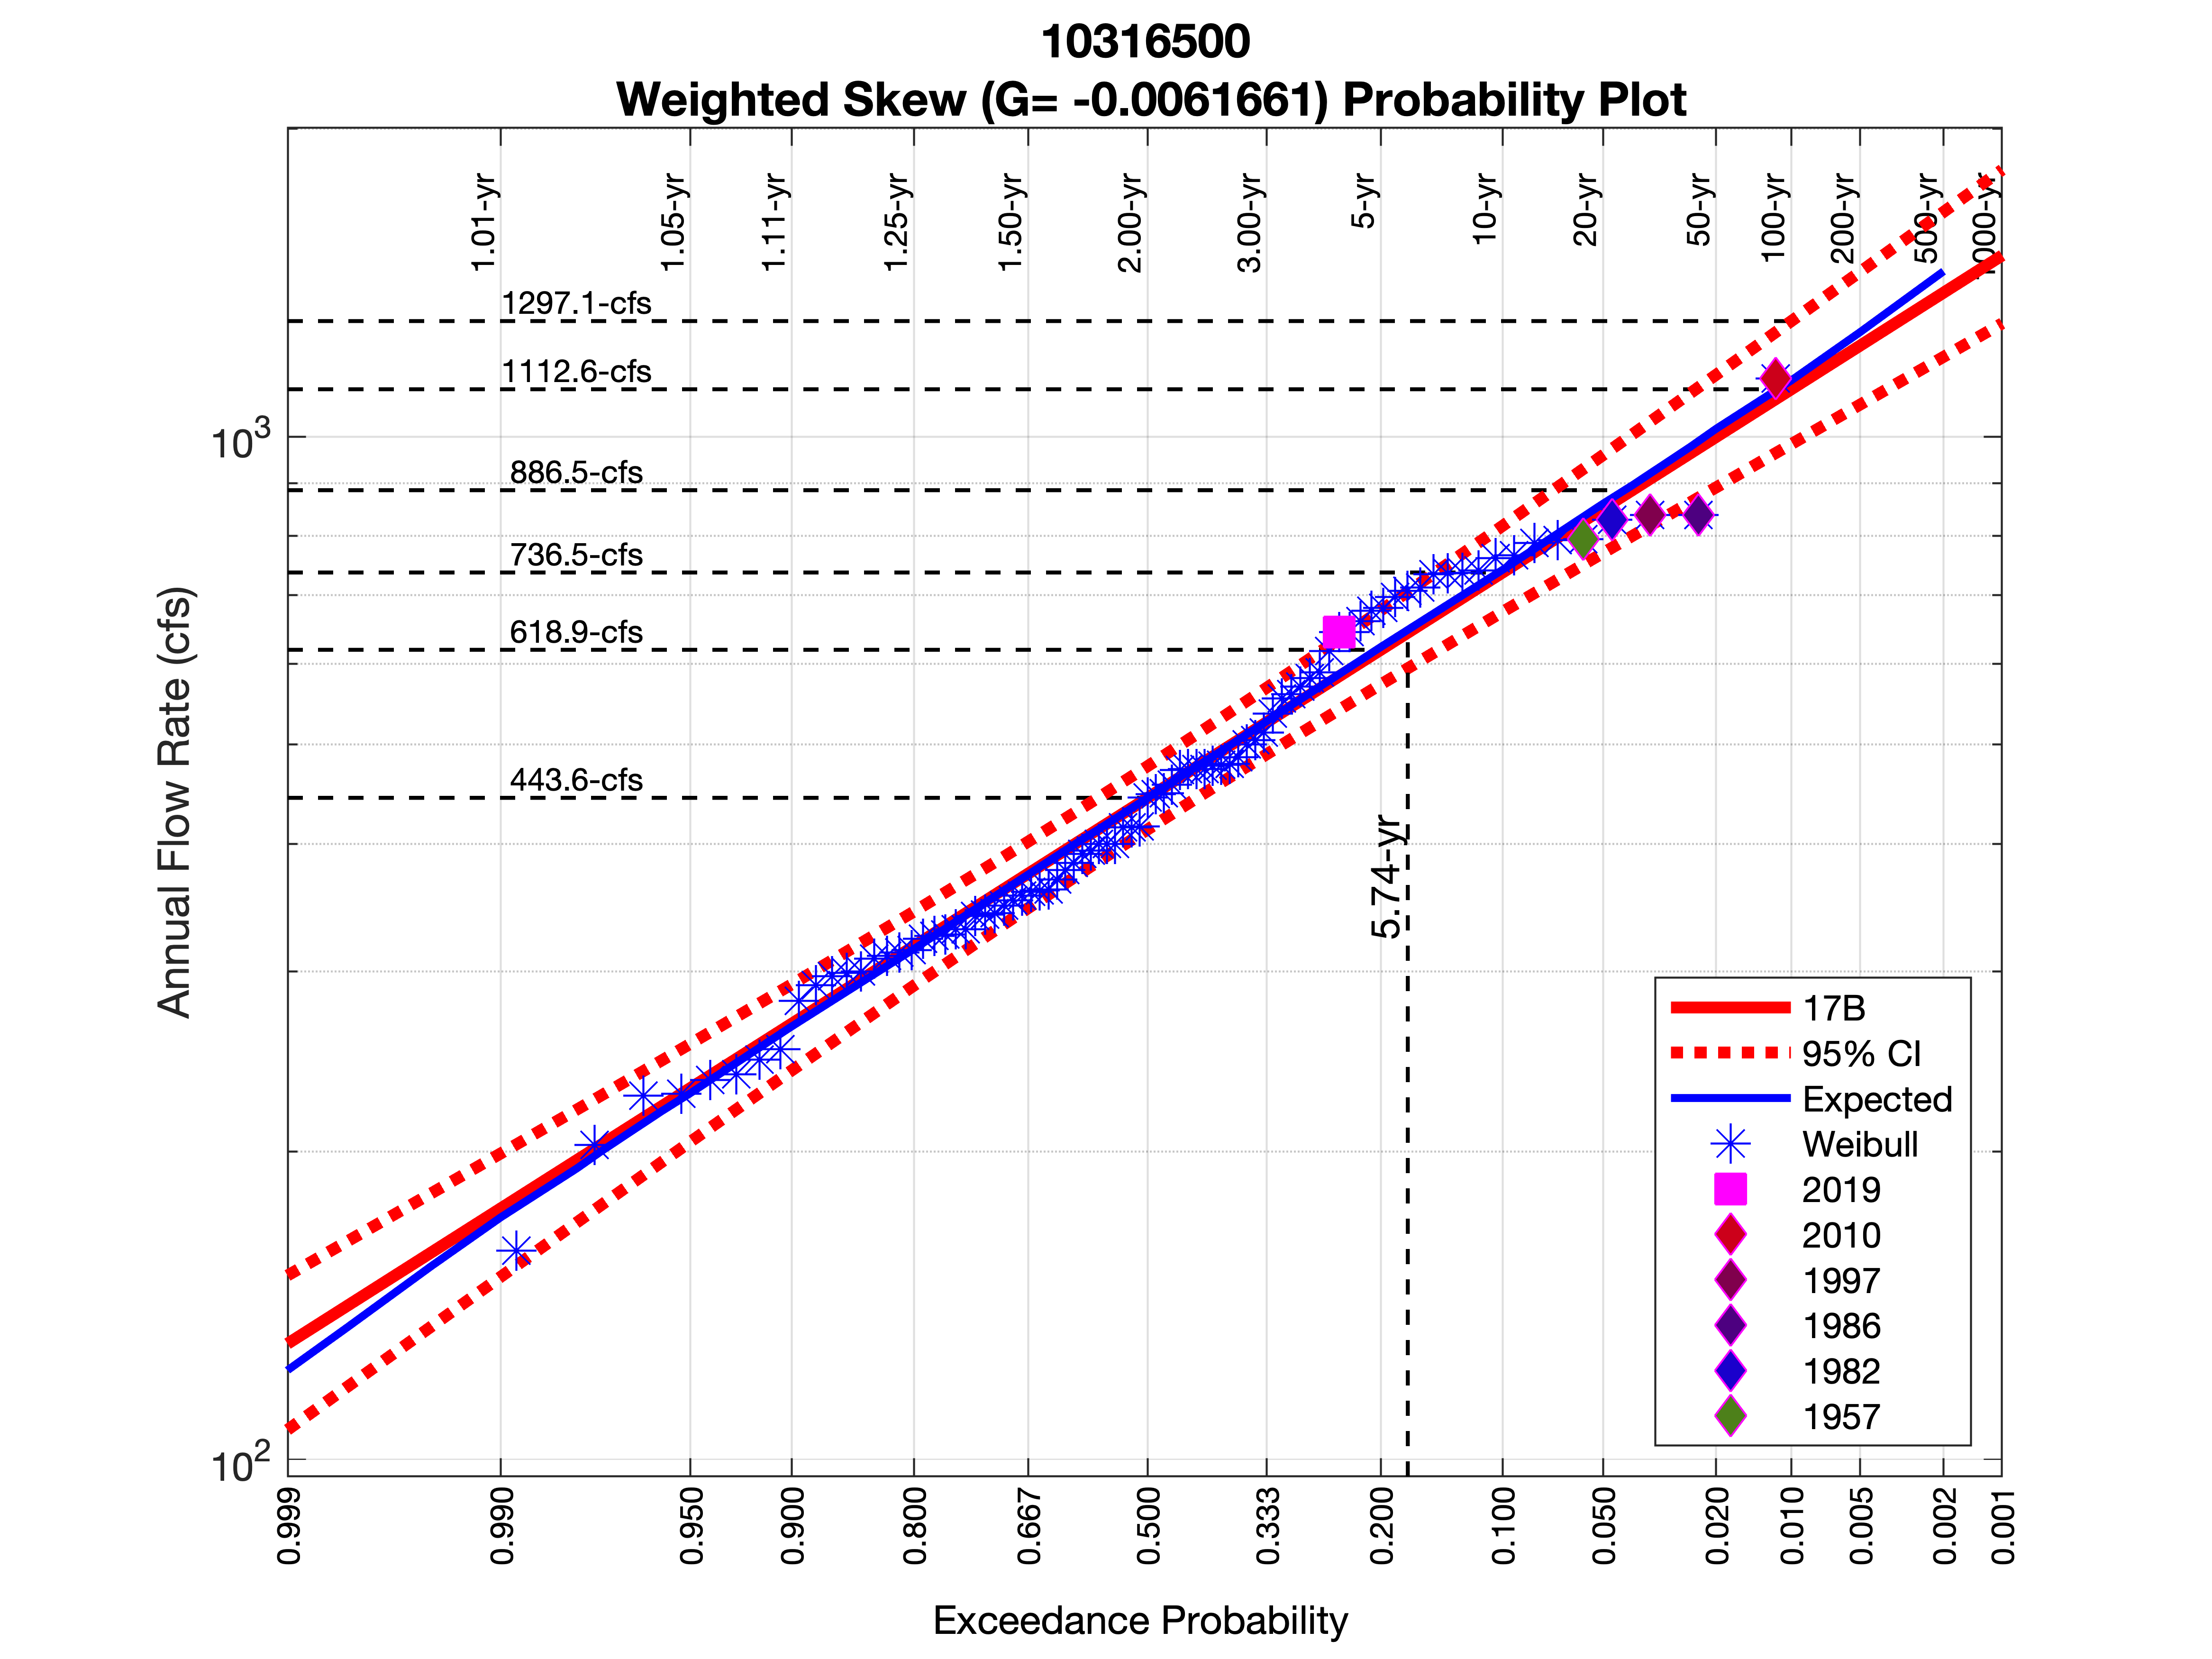 10316500
Weighted Skew (G= -0.0061661) Probability Plot
1.01-yr
1.05-yr
1.11-yr
1.25-yr
1.50-yr
2.00-yr
3.00-yr
5-yr
10-yr
20-yr
50-yr
100-yr
200-yr
500-yr
1297.1-cfs
1112.6-cfs
886.5-cfs
736.5-cfs
618.9-cfs
443.6-cfs
5.74-yr
10³
10²
Annual Flow Rate (cfs)
17B
95% CI
Expected
Weibull
2019
2010
1997
1986
1982
1957
0.999
0.990
0.950
0.900
0.800
0.667
0.500
0.333
0.200
0.100
0.050
0.020
0.010
0.005
0.002
0.001
Exceedance Probability